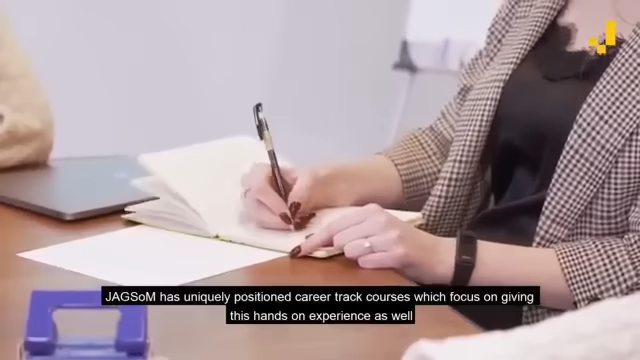 JAGSoM has uniquely positioned career track courses which focus on giving
this hands on experience as well